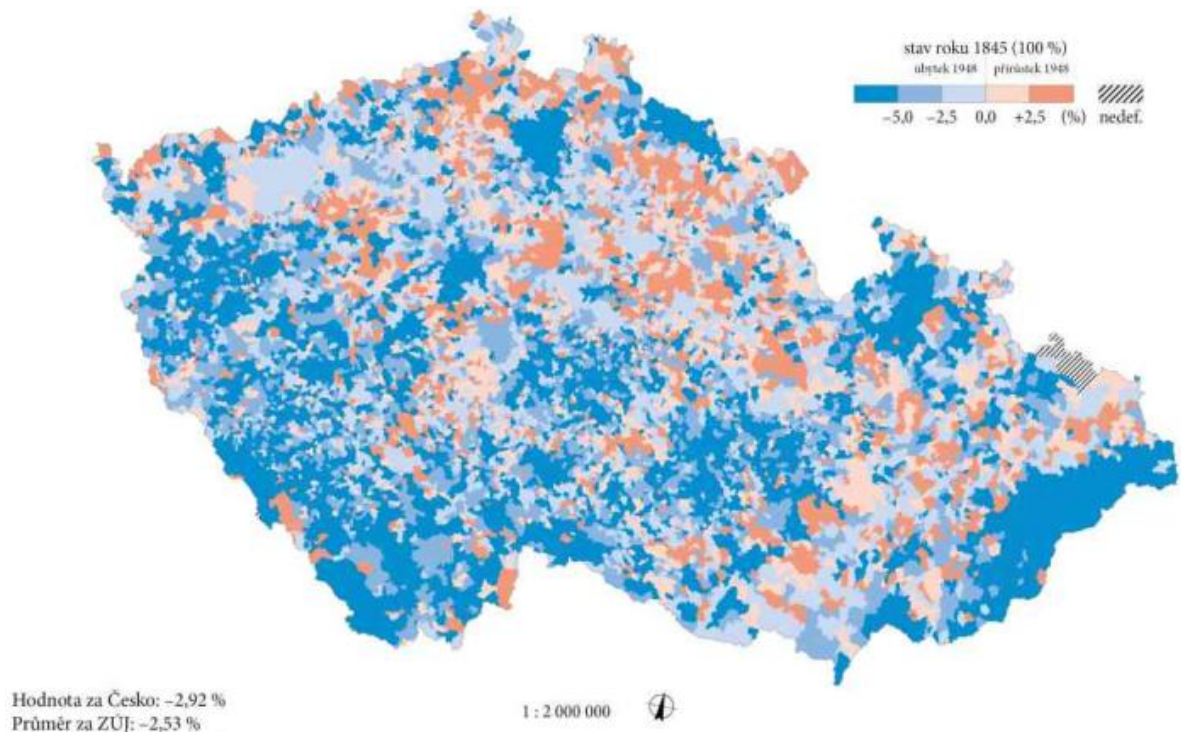 stav roku 1845 (100 %)
úbytek 1948 přírůstek 1948
−5,0 −2,5 0,0 +2,5 (%) nedef.
Hodnota za Česko: −2,92 %
Průměr za ZÚJ: −2,53 %
1 : 2 000 000